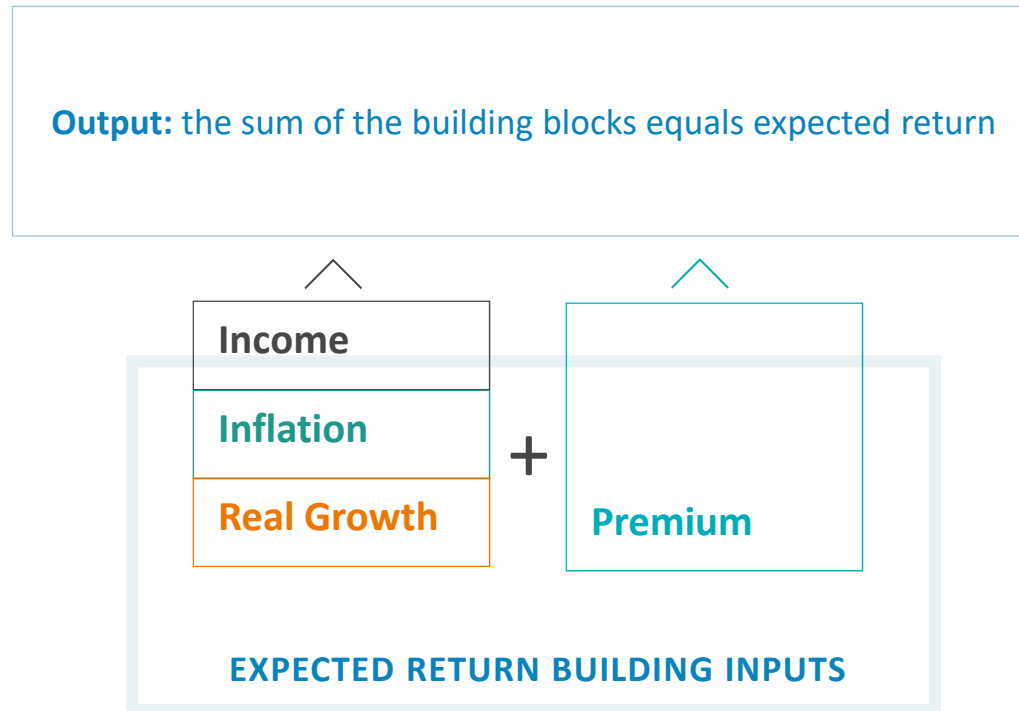 Output: the sum of the building blocks equals expected return
Income
Inflation
Real Growth
+
Premium
EXPECTED RETURN BUILDING INPUTS